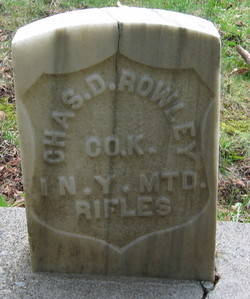 CHAS.D.ROWLEY
CO.K.
1 N.Y. MTD.
RIFLES